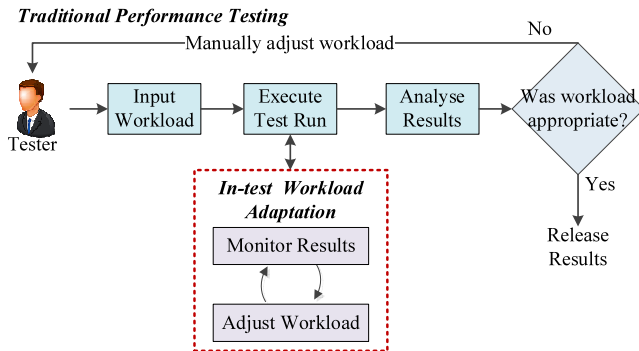 Traditional Performance Testing
Manually adjust workload
No
Tester
Input
Workload
Execute
Test Run
Analyse
Results
Was workload
appropriate?
Yes
Release
Results
In-test Workload
Adaptation
Monitor Results
Adjust Workload